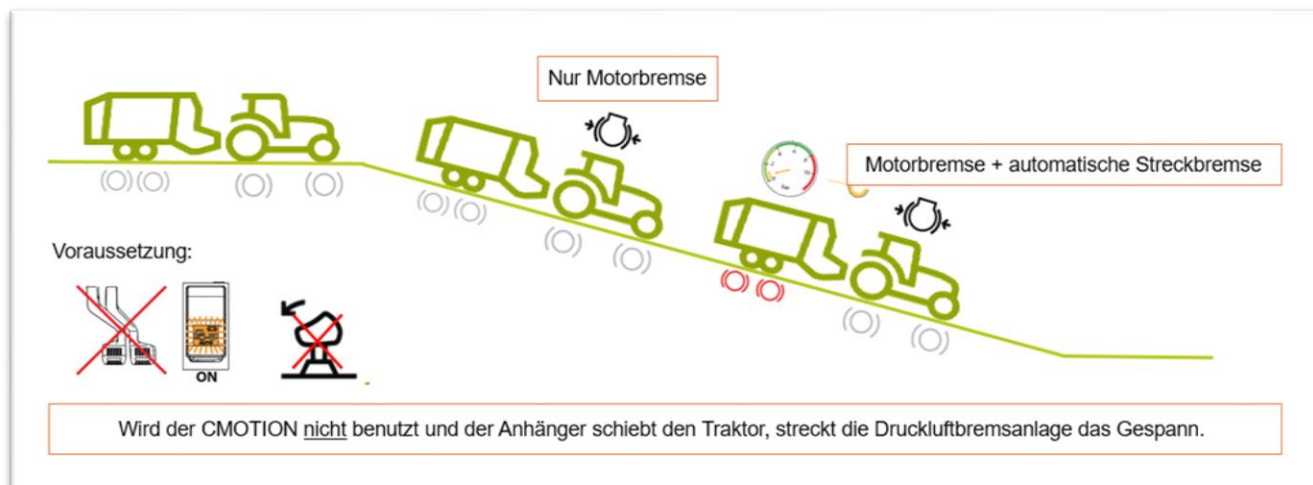 Nur Motorbremse
Motorbremse + automatische Streckbremse
Voraussetzung:
ON
Wird der CMOTION nicht benutzt und der Anhänger schiebt den Traktor, streckt die Druckluftbremsanlage das Gespann.